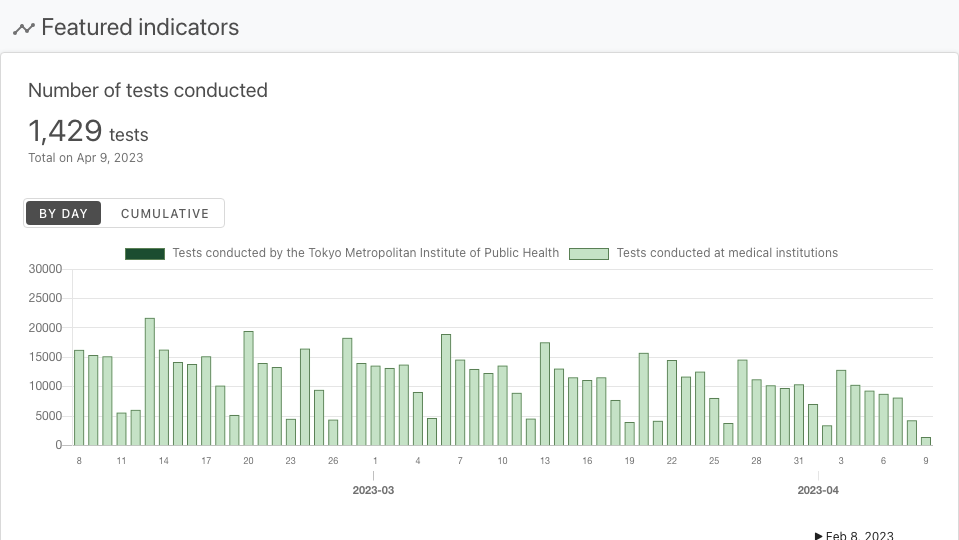 Featured indicators
Number of tests conducted
1,429 tests
Total on Apr 9, 2023
BY DAY CUMULATIVE
Tests conducted by the Tokyo Metropolitan Institute of Public Health Tests conducted at medical institutions
30000
25000
20000
15000
10000
5000
0
8 11 14 17 20 23 26 1 4 7 10 13 16 19 22 25 28 31 3 6 9
2023-03 2023-04
▶ Feb 8, 2023